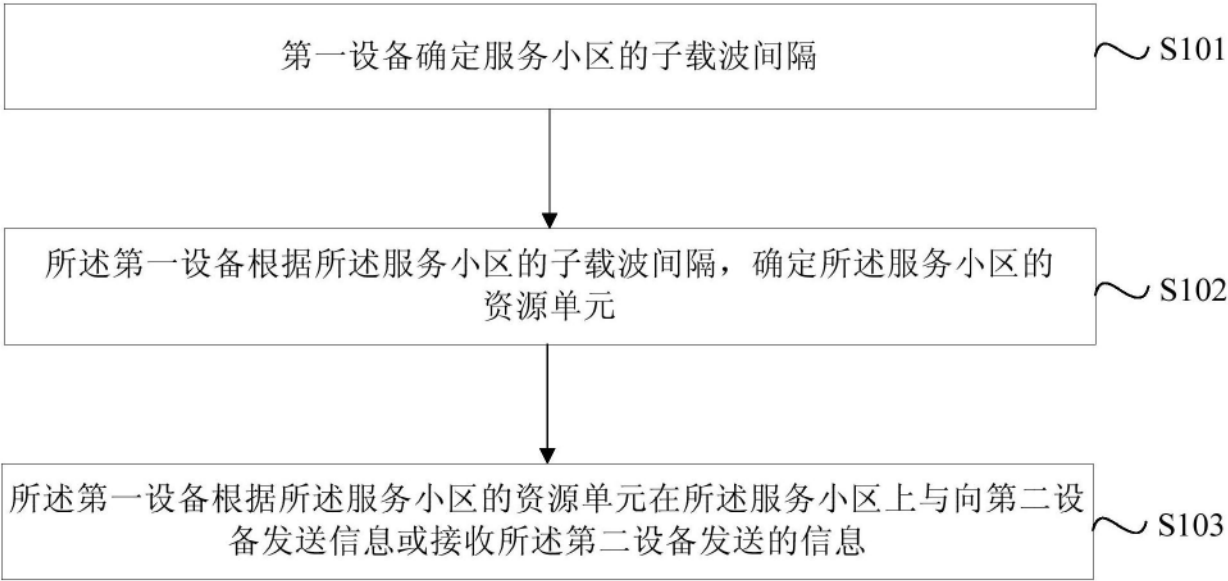 第一设备确定服务小区的子载波间隔
S101
所述第一设备根据所述服务小区的子载波间隔，确定所述服务小区的
资源单元
S102
所述第一设备根据所述服务小区的资源单元在所述服务小区上与向第二设
备发送信息或接收所述第二设备发送的信息
S103